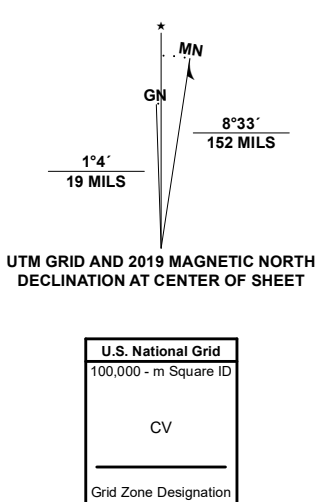 ★
MN
GN
8°33´
152 MILS
1°4´
19 MILS
UTM GRID AND 2019 MAGNETIC NORTH
DECLINATION AT CENTER OF SHEET
U.S. National Grid
100,000 - m Square ID
CV
Grid Zone Designation